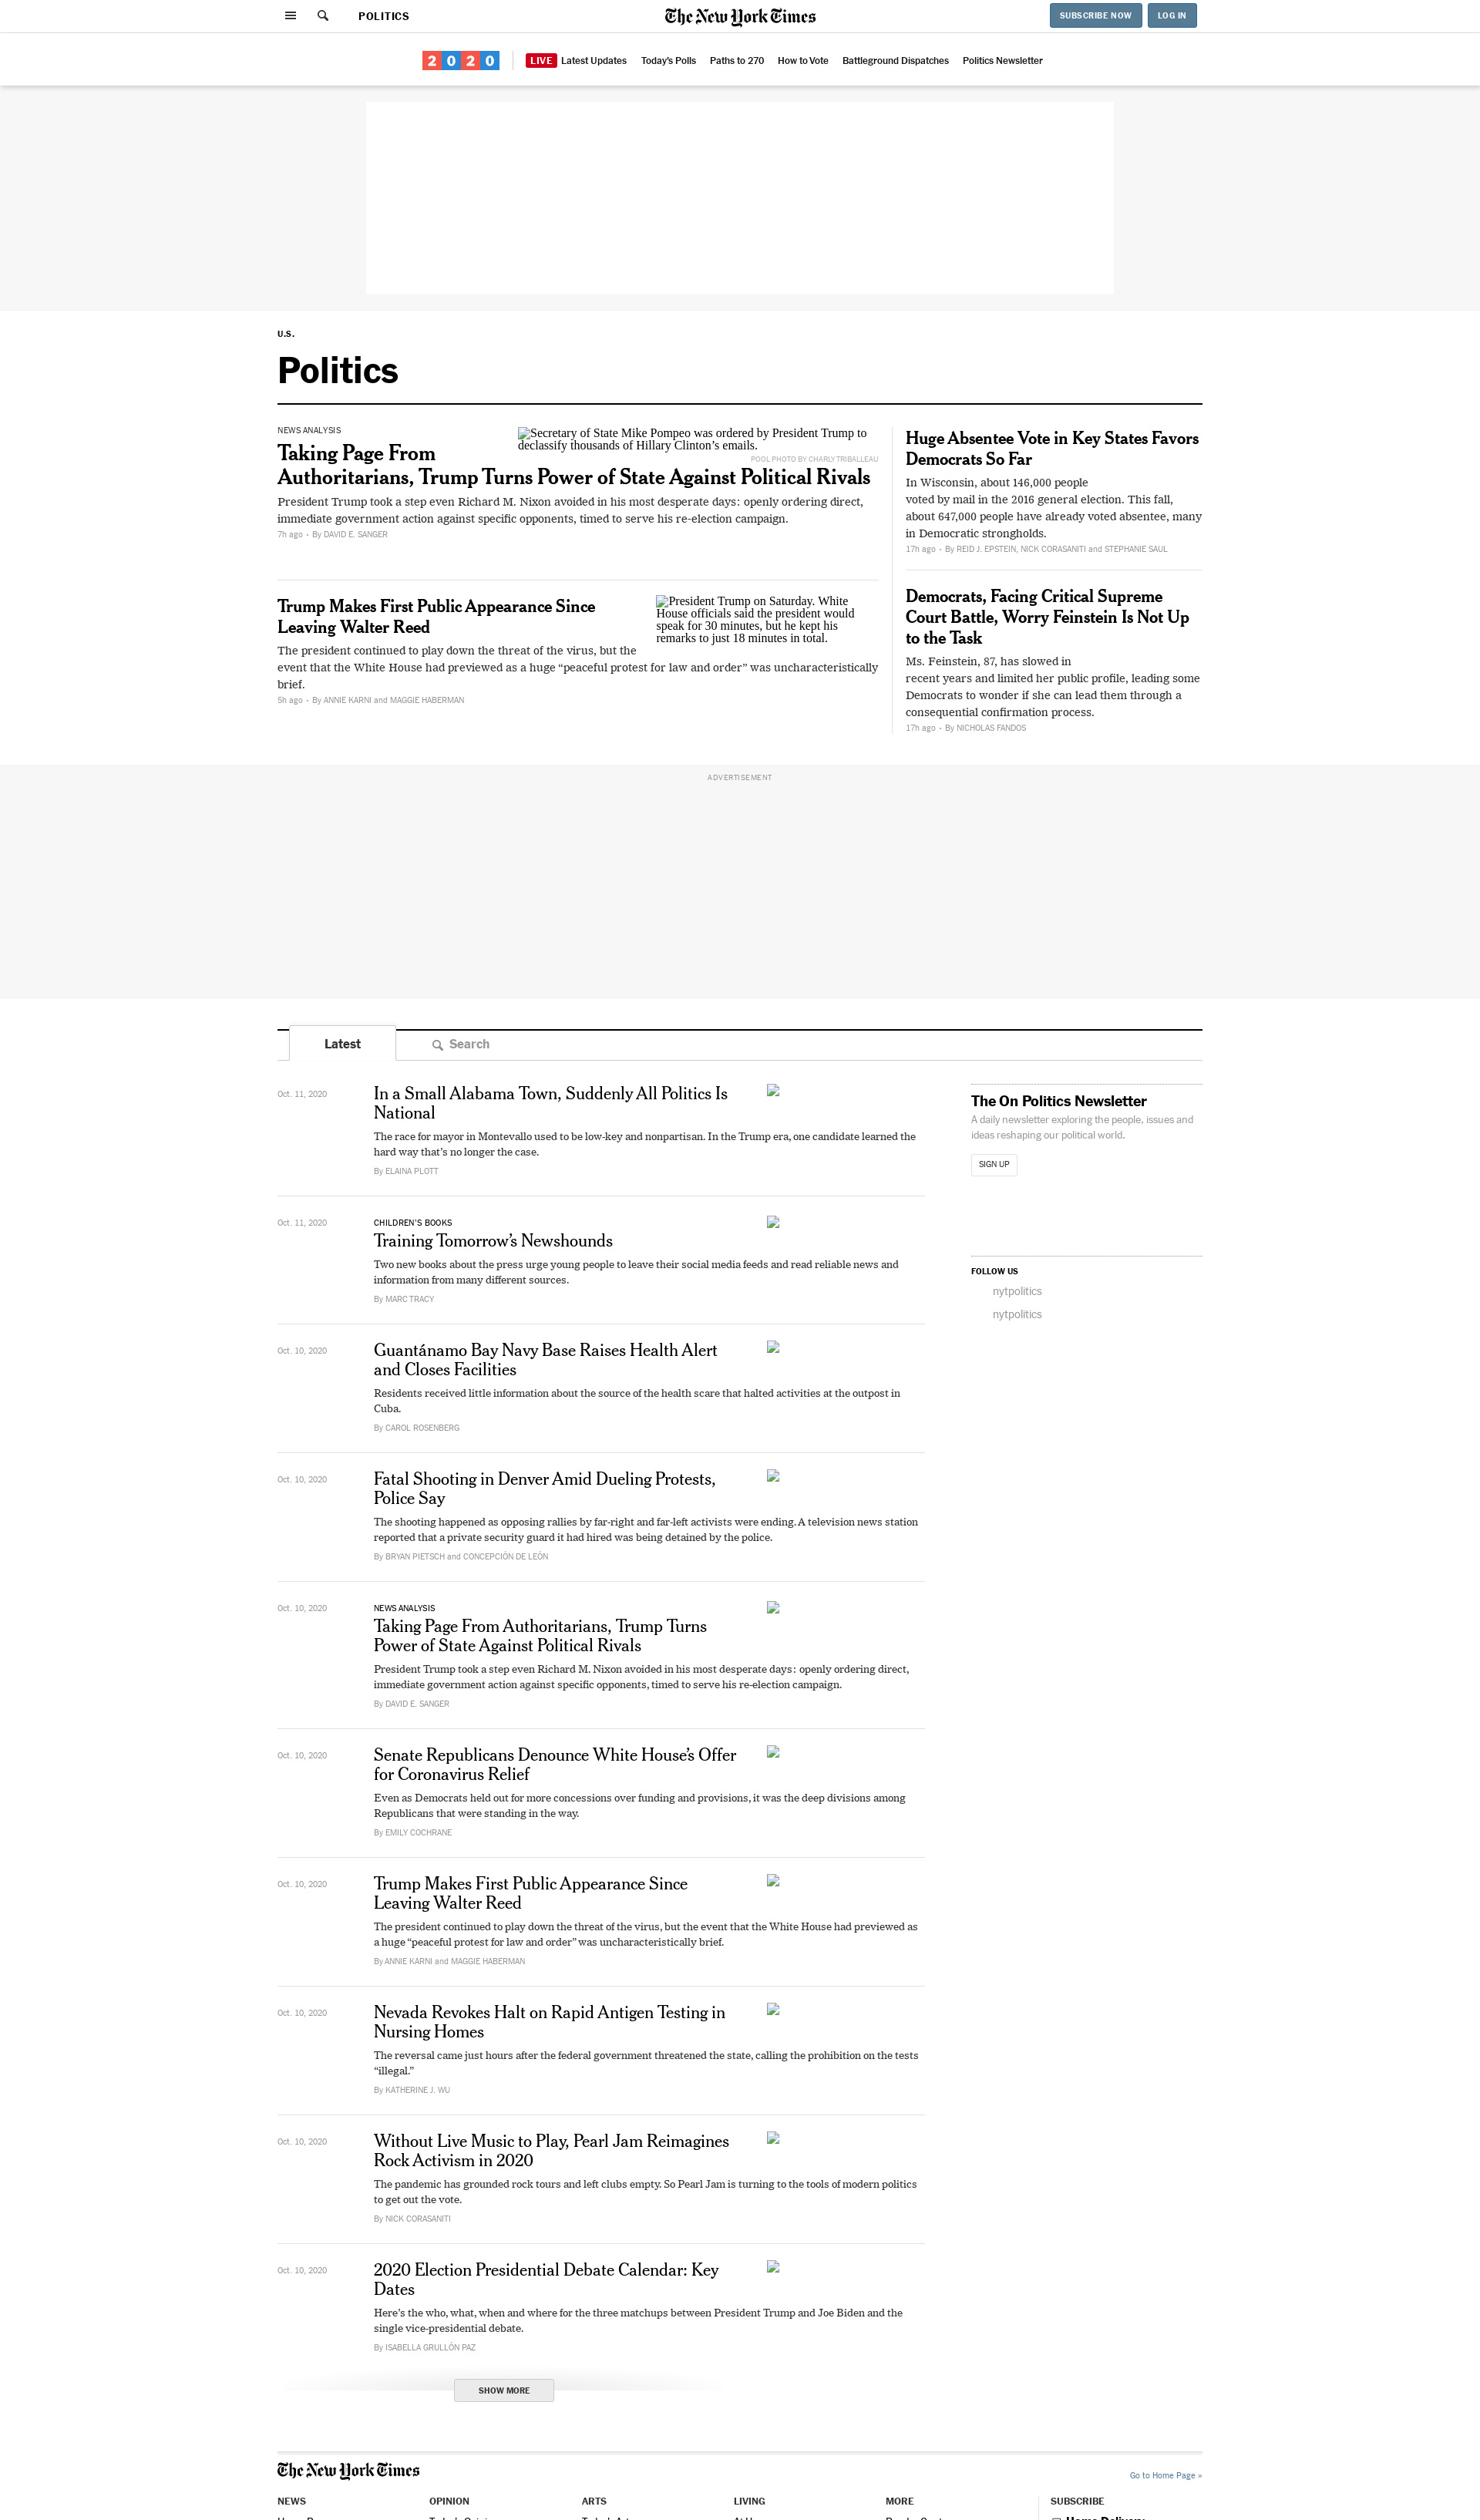 POLITICS
The New York Times
SUBSCRIBE NOW
LOG IN
2020
LIVE Latest Updates
Today's Polls
Paths to 270
How to Vote
Battleground Dispatches
Politics Newsletter
U.S.
Politics
NEWS ANALYSIS
Taking Page From
Authoritarians, Trump Turns Power of State Against Political Rivals
Secretary of State Mike Pompeo was ordered by President Trump to
declassify thousands of Hillary Clinton's emails.
POOL PHOTO BY CHARLY TRIBALLEAU
President Trump took a step even Richard M. Nixon avoided in his most desperate days: openly ordering direct,
immediate government action against specific opponents, timed to serve his re-election campaign.
7h ago • By DAVID E. SANGER
Trump Makes First Public Appearance Since
Leaving Walter Reed
President Trump on Saturday. White
House officials said the president would
speak for 30 minutes, but he kept his
remarks to just 18 minutes in total.
The president continued to play down the threat of the virus, but the
event that the White House had previewed as a huge “peaceful protest for law and order” was uncharacteristically
brief.
5h ago • By ANNIE KARNI and MAGGIE HABERMAN
Huge Absentee Vote in Key States Favors
Democrats So Far
In Wisconsin, about 146,000 people
voted by mail in the 2016 general election. This fall,
about 647,000 people have already voted absentee, many
in Democratic strongholds.
17h ago • By REID J. EPSTEIN, NICK CORASANITI and STEPHANIE SAUL
Democrats, Facing Critical Supreme
Court Battle, Worry Feinstein Is Not Up
to the Task
Ms. Feinstein, 87, has slowed in
recent years and limited her public profile, leading some
Democrats to wonder if she can lead them through a
consequential confirmation process.
17h ago • By NICHOLAS FANDOS
ADVERTISEMENT
Latest
Search
Oct. 11, 2020
In a Small Alabama Town, Suddenly All Politics Is
National
The race for mayor in Montevallo used to be low-key and nonpartisan. In the Trump era, one candidate learned the
hard way that's no longer the case.
By ELAINA PLOTT
Oct. 11, 2020
CHILDREN'S BOOKS
Training Tomorrow's Newshounds
Two new books about the press urge young people to leave their social media feeds and read reliable news and
information from many different sources.
By MARC TRACY
Oct. 10, 2020
Guantánamo Bay Navy Base Raises Health Alert
and Closes Facilities
Residents received little information about the source of the health scare that halted activities at the outpost in
Cuba.
By CAROL ROSENBERG
Oct. 10, 2020
Fatal Shooting in Denver Amid Dueling Protests,
Police Say
The shooting happened as opposing rallies by far-right and far-left activists were ending. A television news station
reported that a private security guard it had hired was being detained by the police.
By BRYAN PIETSCH and CONCEPCIÓN DE LEÓN
Oct. 10, 2020
NEWS ANALYSIS
Taking Page From Authoritarians, Trump Turns
Power of State Against Political Rivals
President Trump took a step even Richard M. Nixon avoided in his most desperate days: openly ordering direct,
immediate government action against specific opponents, timed to serve his re-election campaign.
By DAVID E. SANGER
Oct. 10, 2020
Senate Republicans Denounce White House's Offer
for Coronavirus Relief
Even as Democrats held out for more concessions over funding and provisions, it was the deep divisions among
Republicans that were standing in the way.
By EMILY COCHRANE
Oct. 10, 2020
Trump Makes First Public Appearance Since
Leaving Walter Reed
The president continued to play down the threat of the virus, but the event that the White House had previewed as
a huge “peaceful protest for law and order” was uncharacteristically brief.
By ANNIE KARNI and MAGGIE HABERMAN
Oct. 10, 2020
Nevada Revokes Halt on Rapid Antigen Testing in
Nursing Homes
The reversal came just hours after the federal government threatened the state, calling the prohibition on the tests
“illegal.”
By KATHERINE J. WU
Oct. 10, 2020
Without Live Music to Play, Pearl Jam Reimagines
Rock Activism in 2020
The pandemic has grounded rock tours and left clubs empty. So Pearl Jam is turning to the tools of modern politics
to get out the vote.
By NICK CORASANITI
Oct. 10, 2020
2020 Election Presidential Debate Calendar: Key
Dates
Here's the who, what, when and where for the three matchups between President Trump and Joe Biden and the
single vice-presidential debate.
By ISABELLA GRULLÓN PAZ
SHOW MORE
The On Politics Newsletter
A daily newsletter exploring the people, issues and
ideas reshaping our political world.
SIGN UP
FOLLOW US
nytpolitics
nytpolitics
The New York Times
Go to Home Page »
NEWS
OPINION
ARTS
LIVING
MORE
SUBSCRIBE